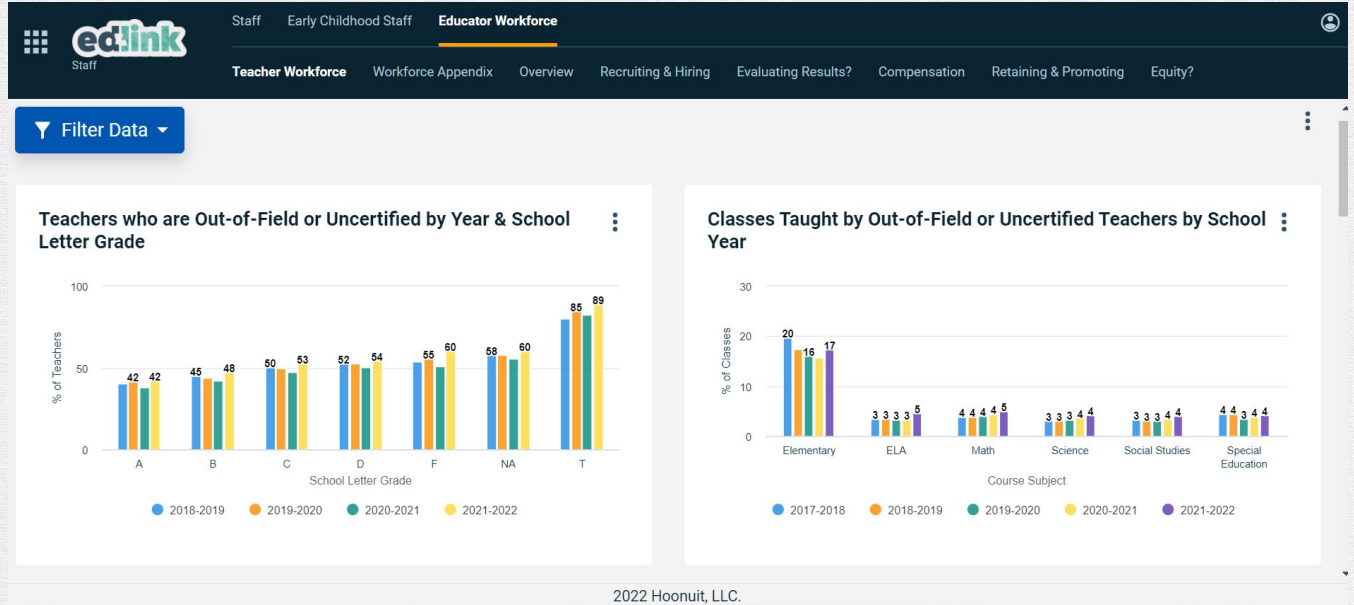 Staff Early Childhood Staff Educator Workforce
edlink
Staff
Teacher Workforce Workforce Appendix Overview Recruiting & Hiring Evaluating Results? Compensation Retaining & Promoting Equity?
Filter Data
Teachers who are Out-of-Field or Uncertified by Year & School
Letter Grade
100
50
0
% of Teachers
42 42
45 48
50 53
52 54
55 60
58 60
85 89
A B C D F NA T
School Letter Grade
2018-2019 2019-2020 2020-2021 2021-2022
Classes Taught by Out-of-Field or Uncertified Teachers by School
Year
30
20
10
0
% of Classes
20 16 17
3 3 3 3 5
4 4 4 4 5
3 3 3 4 4
3 3 3 4 4
4 4 3 4 4
Elementary ELA Math Science Social Studies Special
Education
Course Subject
2017-2018 2018-2019 2019-2020 2020-2021 2021-2022
2022 Hoonuit, LLC.